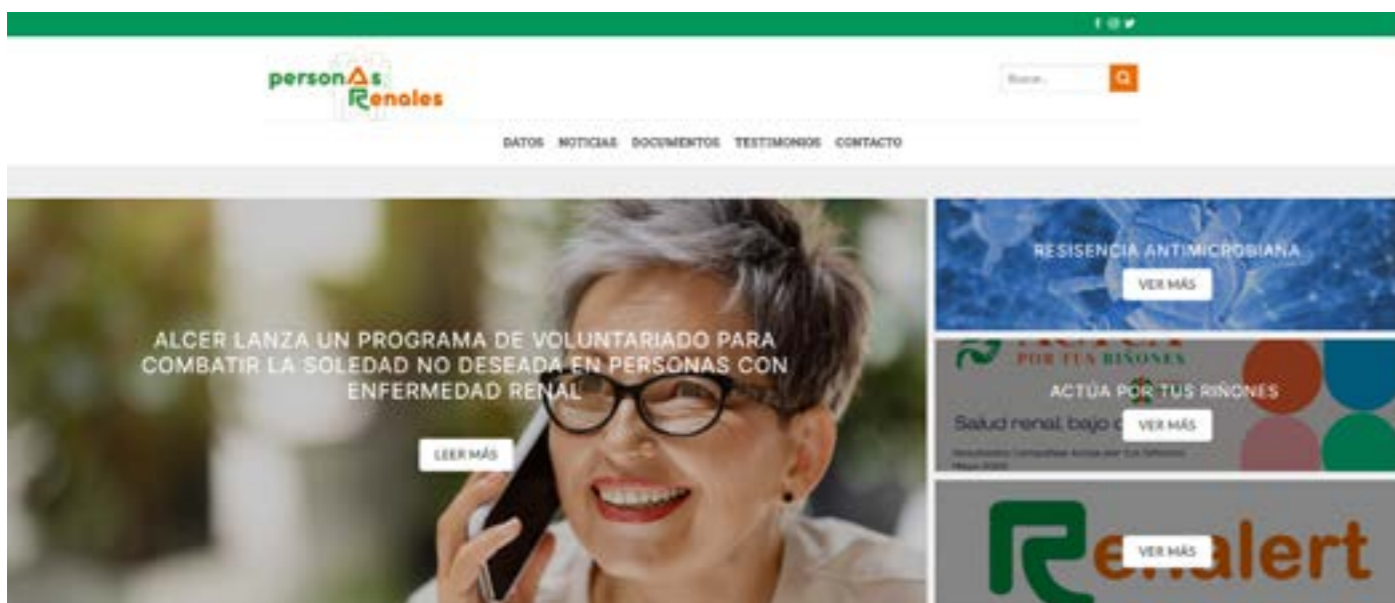 personAs
Renales
Buscar...
DATOS NOTICIAS DOCUMENTOS TESTIMONIOS CONTACTO
ALCER LANZA UN PROGRAMA DE VOLUNTARIADO PARA
COMBATIR LA SOLEDAD NO DESEADA EN PERSONAS CON
ENFERMEDAD RENAL
LEER MÁS
RESISENCIA ANTIMICROBIANA
VER MÁS
POR TUS RIÑONES
ACTÚA POR TUS RIÑONES
Salud renal, bajo
VER MÁS
Renalert
VER MÁS